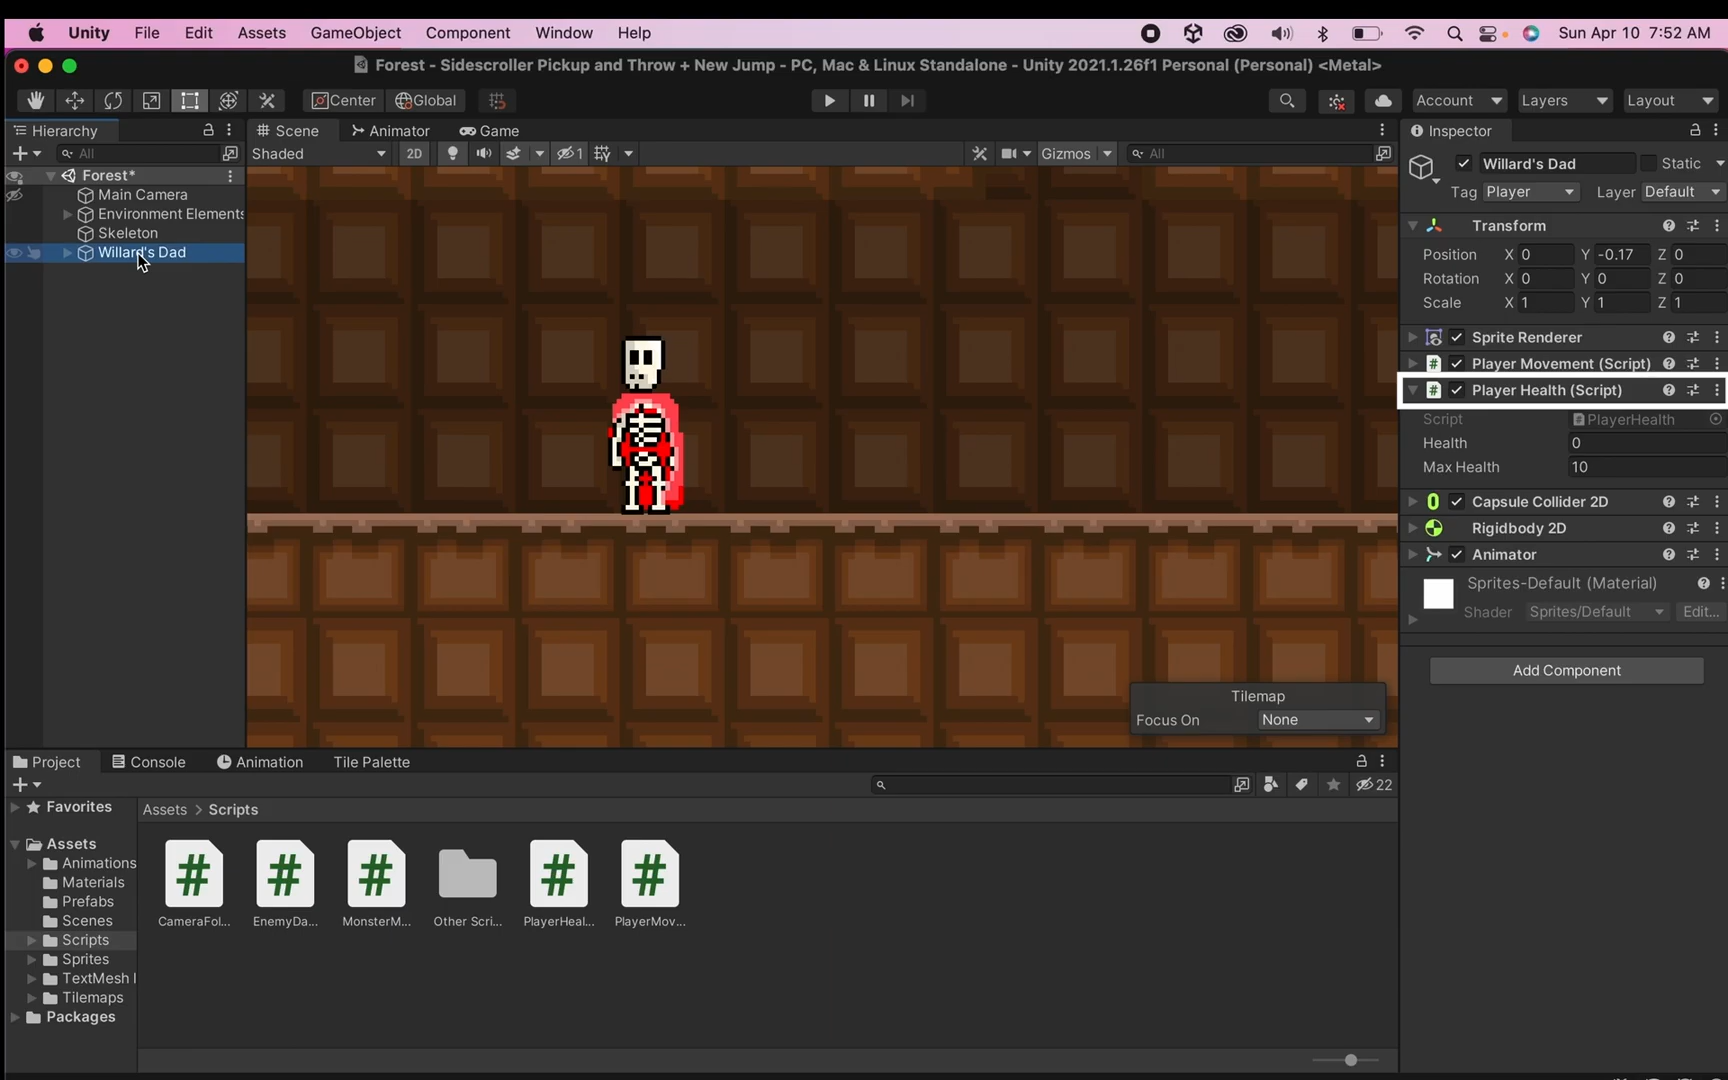 Unity File Edit Assets GameObject Component Window Help Sun Apr 10 7:52 AM
Forest - Sidescroller Pickup and Throw + New Jump - PC, Mac & Linux Standalone - Unity 2021.1.26f1 Personal (Personal) <Metal>
Center Global Account Layers Layout
Hierarchy Scene Animator Game Inspector
All Shaded 2D 1 Gizmos All
Willard's Dad Static
Forest*
Tag Player Layer Default
Main Camera
Environment Elements
Skeleton
Willard's Dad
Transform
Position X 0 Y -0.17 Z 0
Rotation X 0 Y 0 Z 0
Scale X 1 Y 1 Z 1
Sprite Renderer
Player Movement (Script)
Player Health (Script)
Script PlayerHealth
Health 0
Max Health 10
Capsule Collider 2D
Rigidbody 2D
Animator
Sprites-Default (Material)
Shader Sprites/Default Edit...
Add Component
Tilemap
Focus On None
Project Console Animation Tile Palette
22
Favorites
Assets > Scripts
Assets
Animations
Materials
Prefabs
Scenes
Scripts
Sprites
TextMesh
Tilemaps
Packages
CameraFol... EnemyDa... MonsterM... Other Scri... PlayerHeal... PlayerMov...